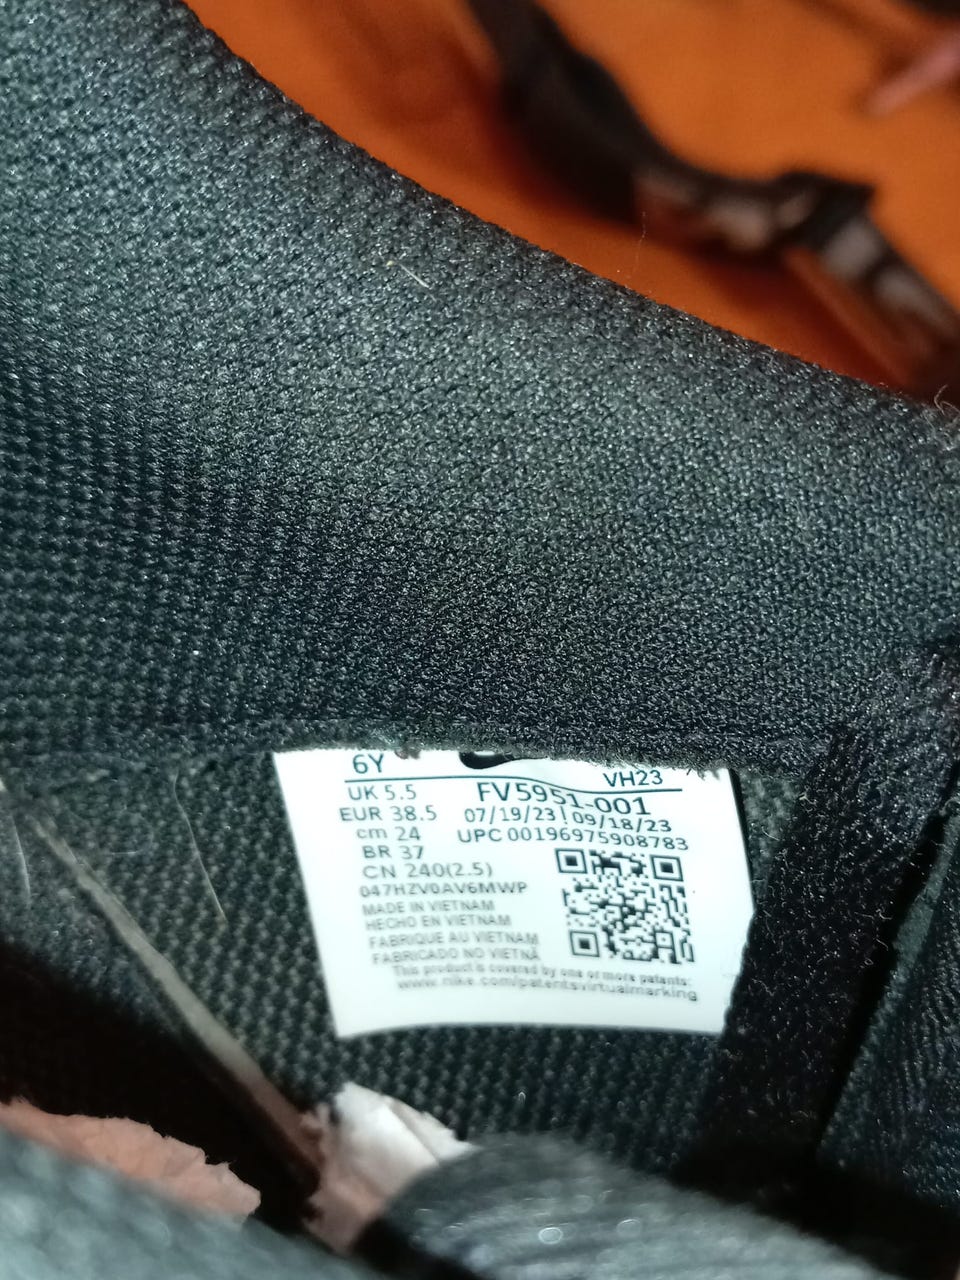 6Y
VH23
UK 5.5
FV5951-001
EUR 38.5
07/19/23 09/18/23
cm 24
UPC 00196975908783
BR 37
CN 240(2.5)
047HZV0AV6MWP
MADE IN VIETNAM
HECHO EN VIETNAM
FABRIQUE AU VIETNAM
FABRICADO NO VIETNÃ
This product is covered by one or more patents:
www.nike.com/patentsvirtualmarking